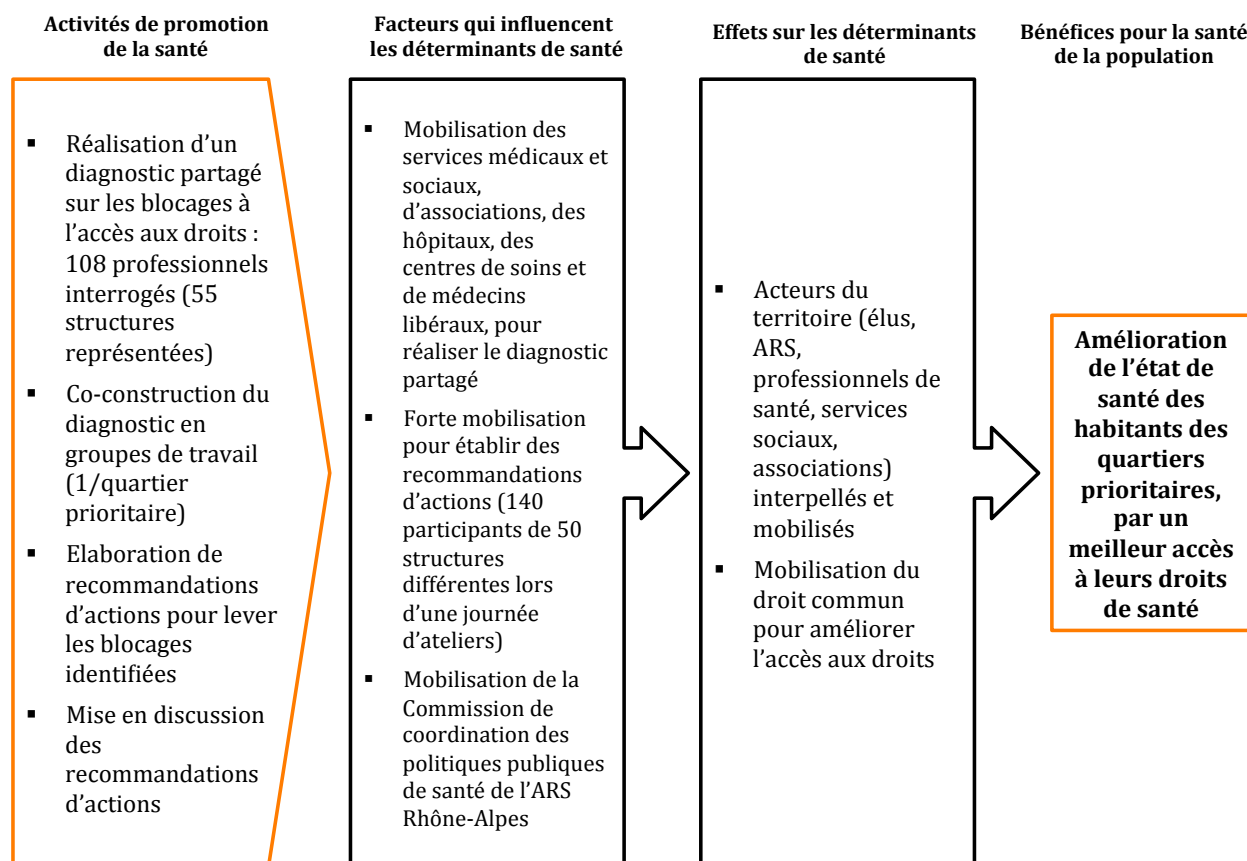 Activités de promotion
de la santé
▪ Réalisation d’un
diagnostic partagé
sur les blocages à
l’accès aux droits :
108 professionnels
interrogés (55
structures
représentées)
▪ Co-construction du
diagnostic en
groupes de travail
(1/quartier
prioritaire)
▪ Elaboration de
recommandations
d’actions pour lever
les blocages
identifiées
▪ Mise en discussion
des
recommandations
d’actions
Facteurs qui influencent
les déterminants de santé
▪ Mobilisation des
services médicaux et
sociaux,
d’associations, des
hôpitaux, des
centres de soins et
de médecins
libéraux, pour
réaliser le diagnostic
partagé
▪ Forte mobilisation
pour établir des
recommandations
d’actions (140
participants de 50
structures
différentes lors
d’une journée
d’ateliers)
▪ Mobilisation de la
Commission de
coordination des
politiques publiques
de santé de l’ARS
Rhône-Alpes
Effets sur les déterminants
de santé
▪ Acteurs du
territoire (élus,
ARS,
professionnels de
santé, services
sociaux,
associations)
interpellés et
mobilisés
▪ Mobilisation du
droit commun
pour améliorer
l’accès aux droits
Bénéfices pour la santé
de la population
Amélioration
de l’état de
santé des
habitants des
quartiers
prioritaires,
par un
meilleur accès
à leurs droits
de santé